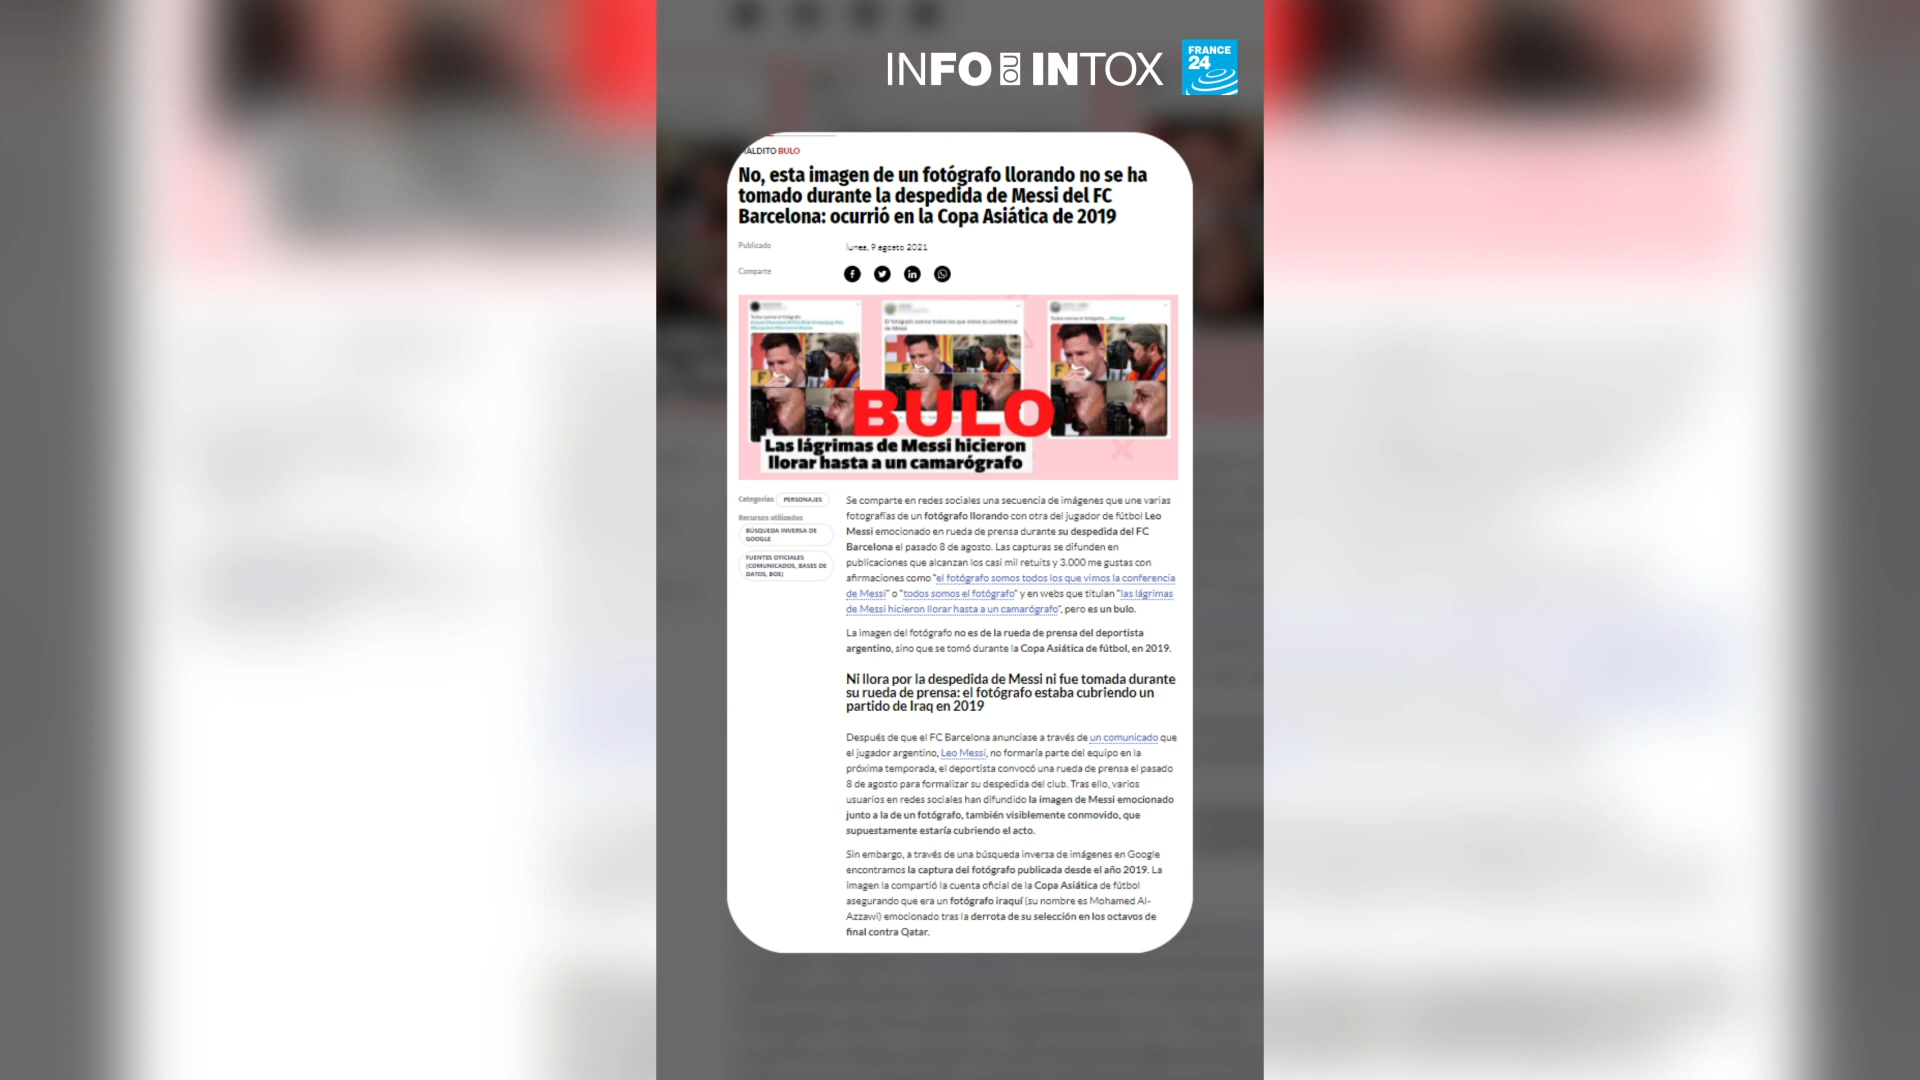 INFO OU INTOX
FRANCE
24
MALDITO BULO
No, esta imagen de un fotógrafo llorando no se ha
tomado durante la despedida de Messi del FC
Barcelona: ocurrió en la Copa Asiática de 2019
Publicado
lunes, 9 agosto 2021
Comparte
BULO
Las lágrimas de Messi hicieron
llorar hasta a un camarógrafo
Categorías PERSONAJES
Recursos utilizados
BÚSQUEDA INVERSA DE
GOOGLE
FUENTES OFICIALES
(COMUNICADOS, BASES DE
DATOS, BOE)
Se comparte en redes sociales una secuencia de imágenes que une varias
fotografías de un fotógrafo llorando con otra del jugador de fútbol Leo
Messi emocionado en rueda de prensa durante su despedida del FC
Barcelona el pasado 8 de agosto. Las capturas se difunden en
publicaciones que alcanzan los casi mil retuits y 3.000 me gustas con
afirmaciones como "el fotógrafo somos todos los que vimos la conferencia
de Messi" o "todos somos el fotógrafo" y en webs que titulan "las lágrimas
de Messi hicieron llorar hasta a un camarógrafo", pero es un bulo.
La imagen del fotógrafo no es de la rueda de prensa del deportista
argentino, sino que se tomó durante la Copa Asiática de fútbol, en 2019.
Ni llora por la despedida de Messi ni fue tomada durante
su rueda de prensa: el fotógrafo estaba cubriendo un
partido de Iraq en 2019
Después de que el FC Barcelona anunciase a través de un comunicado que
el jugador argentino, Leo Messi, no formaría parte del equipo en la
próxima temporada, el deportista convocó una rueda de prensa el pasado
8 de agosto para formalizar su despedida del club. Tras ello, varios
usuarios en redes sociales han difundido la imagen de Messi emocionado
junto a la de un fotógrafo, también visiblemente conmovido, que
supuestamente estaría cubriendo el acto.
Sin embargo, a través de una búsqueda inversa de imágenes en Google
encontramos la captura del fotógrafo publicada desde el año 2019. La
imagen la compartió la cuenta oficial de la Copa Asiática de fútbol
asegurando que era un fotógrafo iraquí (su nombre es Mohamed Al-
Azzawi) emocionado tras la derrota de su selección en los octavos de
final contra Qatar.